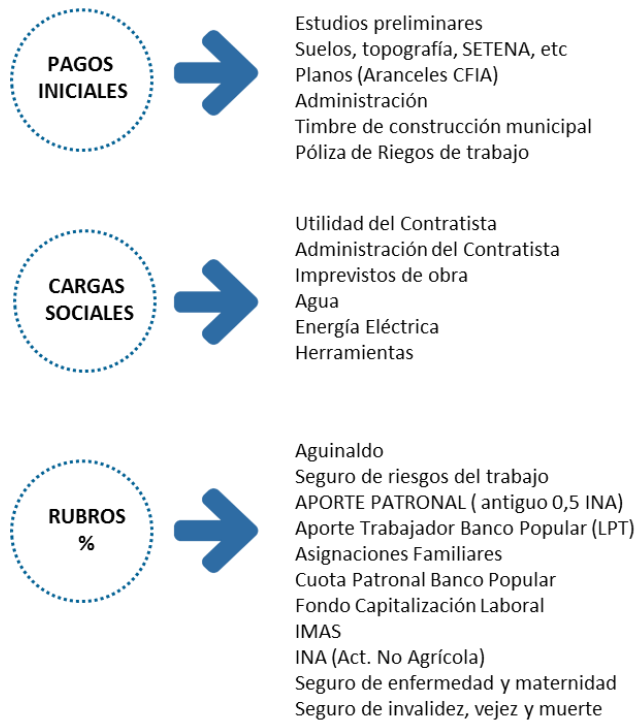 PAGOS
INICIALES
Estudios preliminares
Suelos, topografía, SETENA, etc
Planos (Aranceles CFIA)
Administración
Timbre de construcción municipal
Póliza de Riegos de trabajo
CARGAS
SOCIALES
Utilidad del Contratista
Administración del Contratista
Imprevistos de obra
Agua
Energía Eléctrica
Herramientas
RUBROS
%
Aguinaldo
Seguro de riesgos del trabajo
APORTE PATRONAL ( antiguo 0,5 INA)
Aporte Trabajador Banco Popular (LPT)
Asignaciones Familiares
Cuota Patronal Banco Popular
Fondo Capitalización Laboral
IMAS
INA (Act. No Agrícola)
Seguro de enfermedad y maternidad
Seguro de invalidez, vejez y muerte